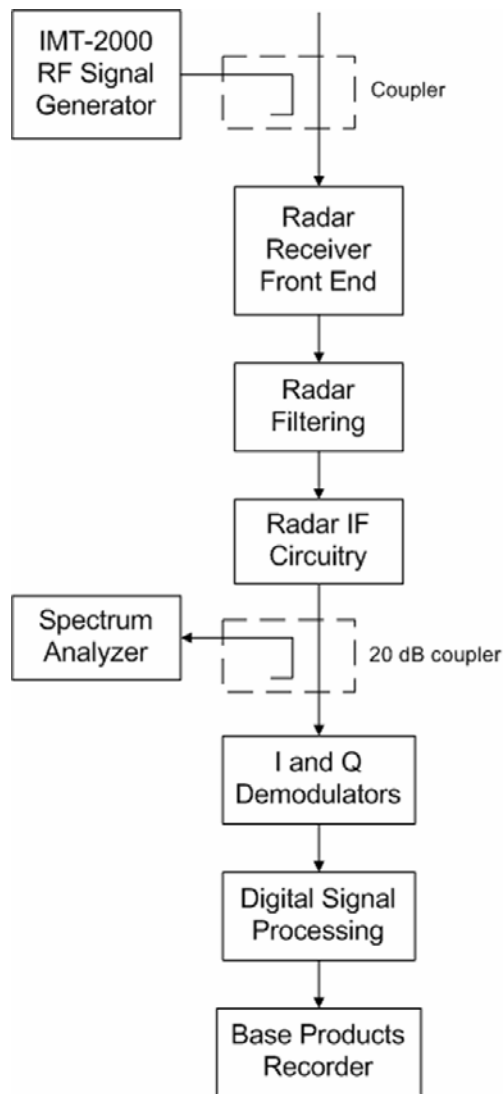 IMT-2000
RF Signal
Generator
Coupler
Radar
Receiver
Front End
Radar
Filtering
Radar IF
Circuitry
Spectrum
Analyzer
20 dB coupler
I and Q
Demodulators
Digital Signal
Processing
Base Products
Recorder